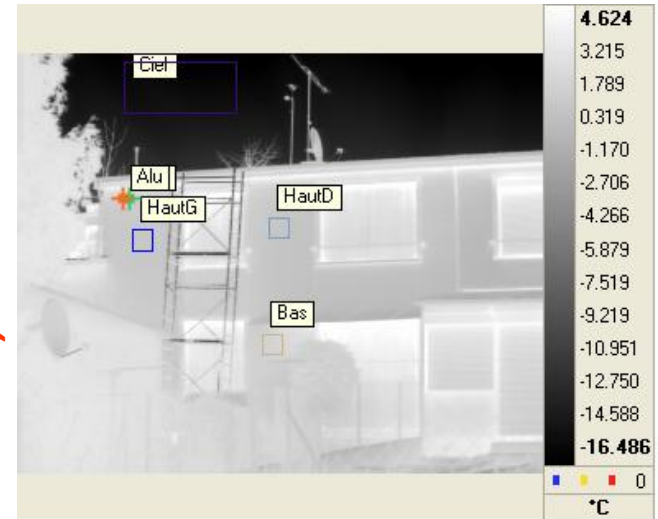 Ciel
Alu
HautG
HautD
Bas
4.624
3.215
1.789
0.319
-1.170
-2.706
-4.266
-5.879
-7.519
-9.219
-10.951
-12.750
-14.588
-16.486
0
°C